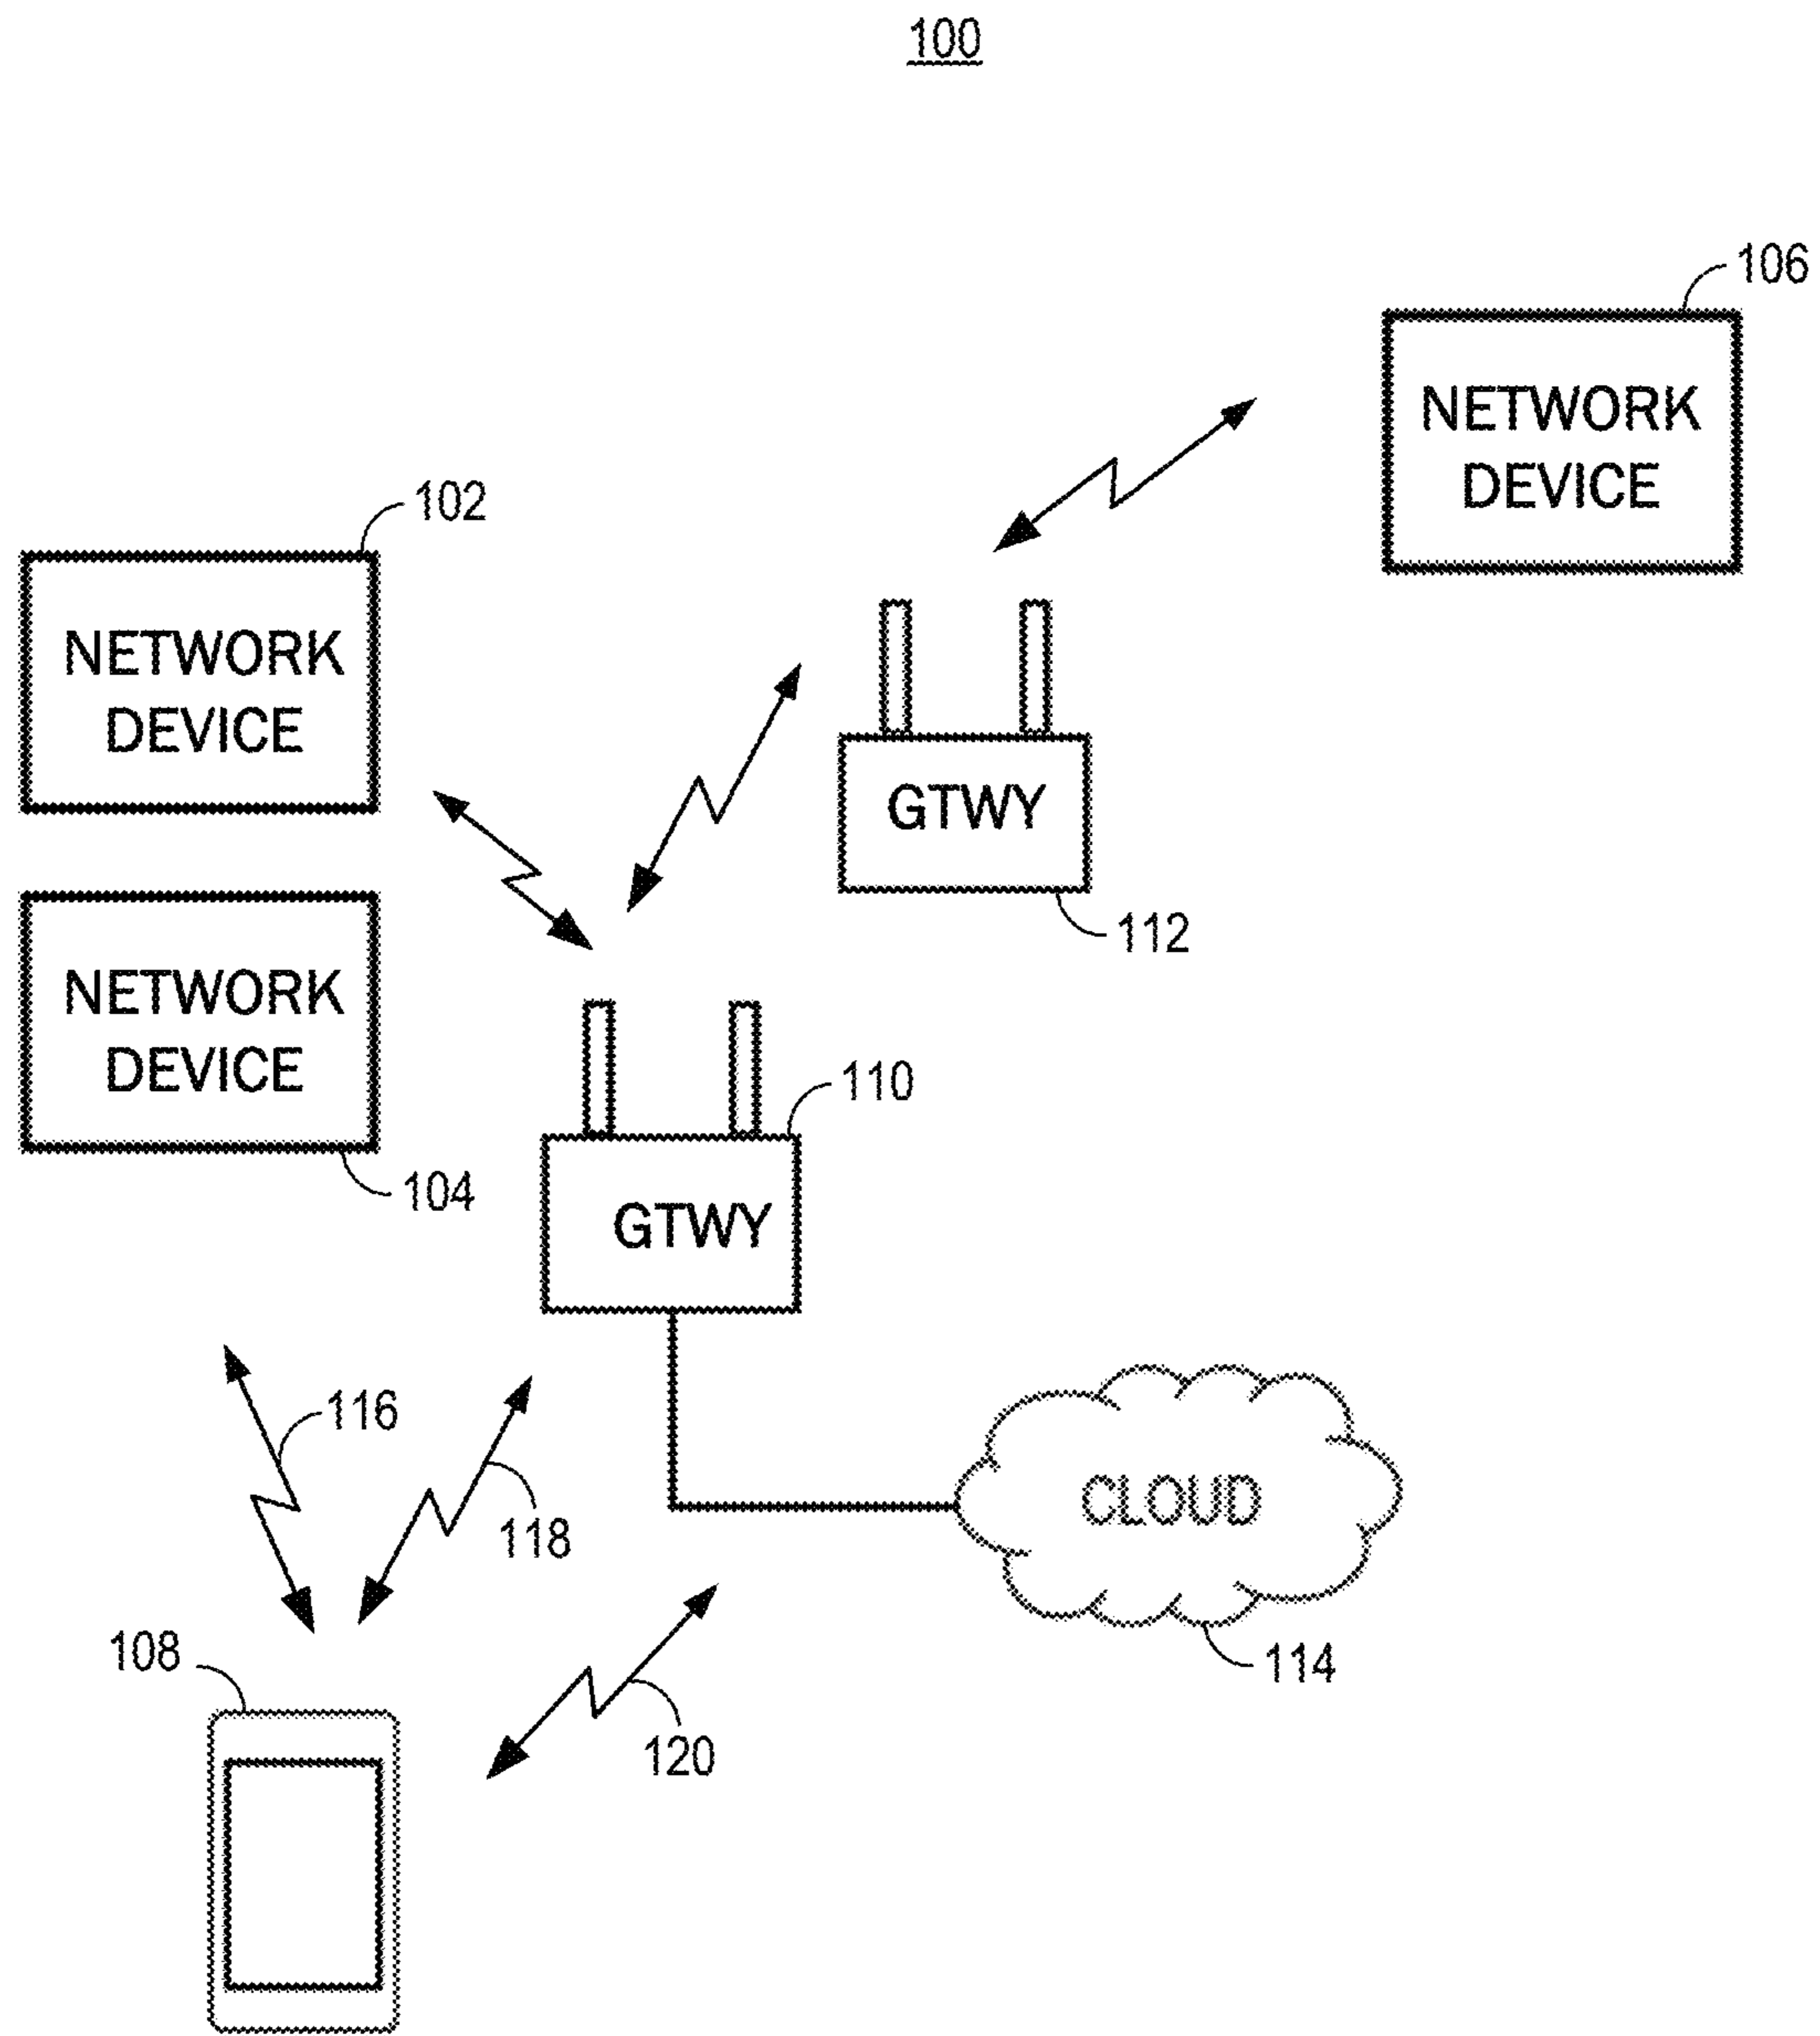 100
106
NETWORK
DEVICE
102
NETWORK
DEVICE
GTWY
112
NETWORK
DEVICE
104
110
GTWY
116
118
CLOUD
114
108
120